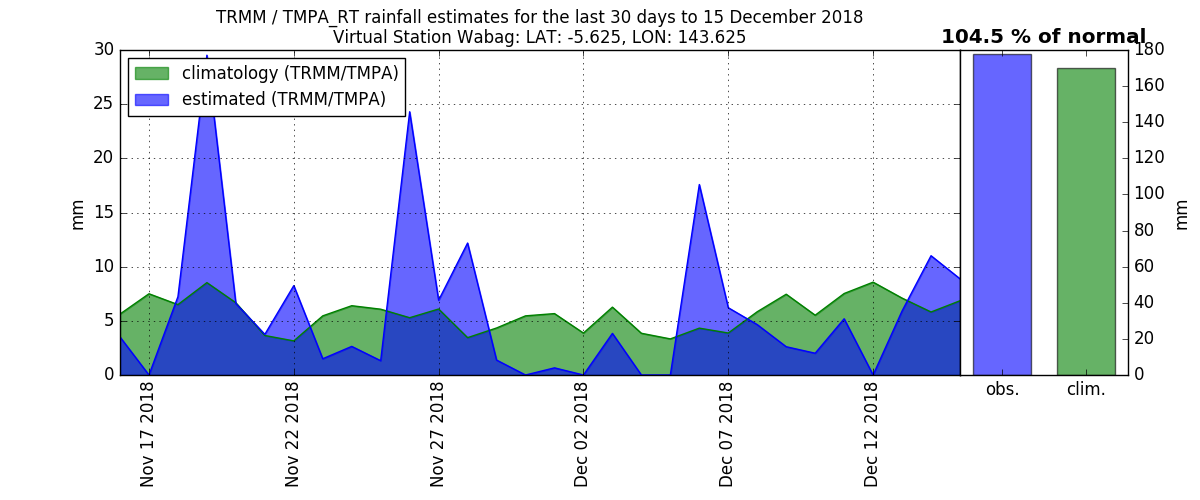 TRMM / TMPA_RT rainfall estimates for the last 30 days to 15 December 2018
Virtual Station Wabag: LAT: -5.625, LON: 143.625
104.5 % of normal
climatology (TRMM/TMPA)
estimated (TRMM/TMPA)
mm
30
25
20
15
10
5
0
Nov 17 2018
Nov 22 2018
Nov 27 2018
Dec 02 2018
Dec 07 2018
Dec 12 2018
obs.
clim.
180
160
140
120
100
80
60
40
20
0
mm